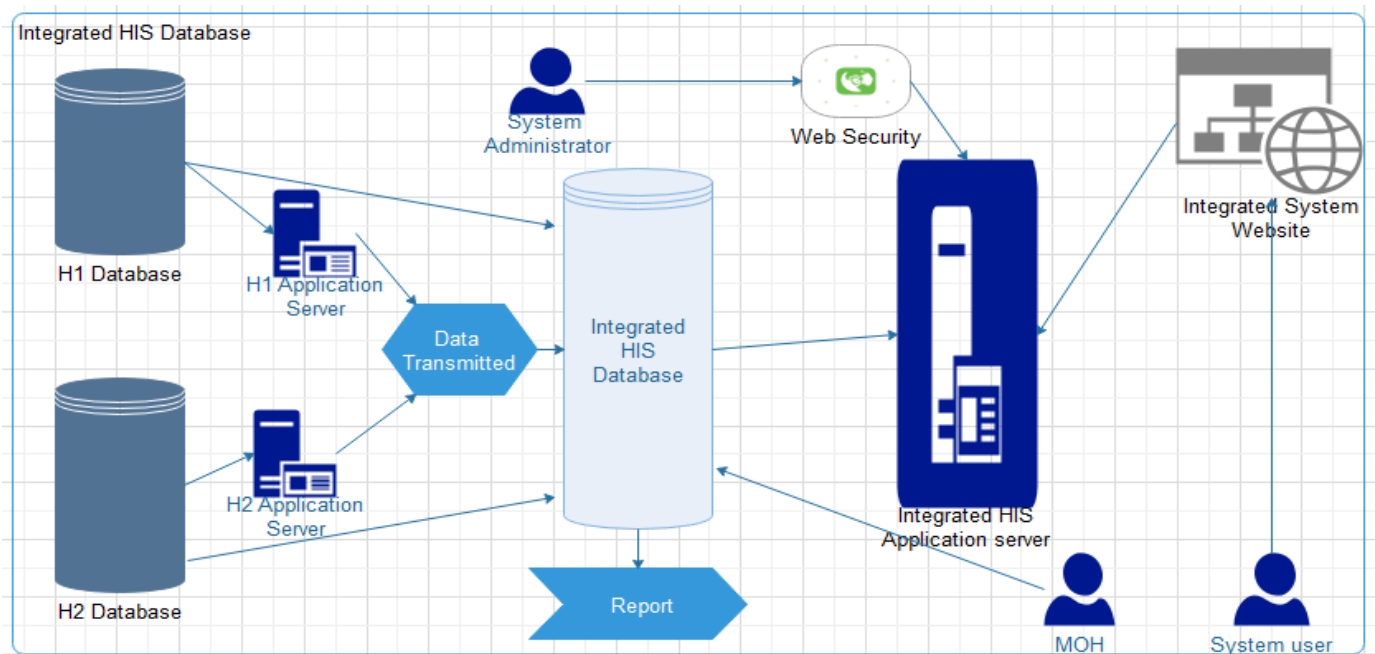 Integrated HIS Database
System
Administrator
Web Security
Integrated System
Website
H1 Database
H1 Application
Server
Data
Transmitted
Integrated
HIS
Database
H2 Application
Server
Integrated HIS
Application server
H2 Database
Report
MOH
System user